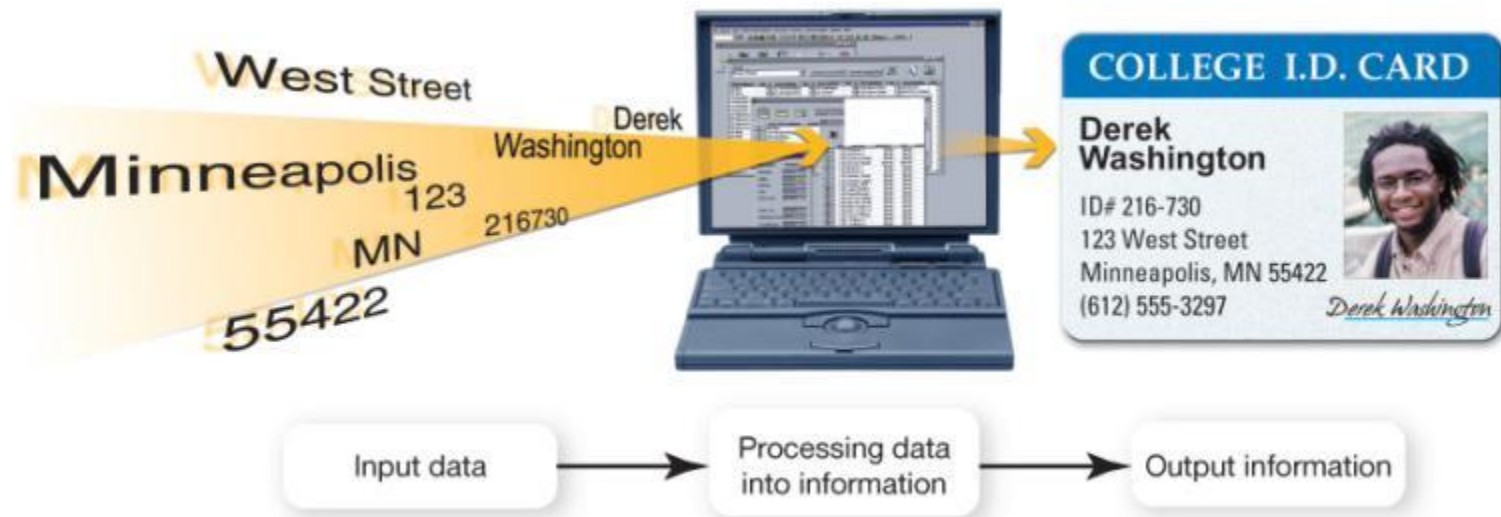 West Street
Derek
Washington
Minneapolis
123
216730
MN
55422
COLLEGE I.D. CARD
Derek
Washington
ID# 216-730
123 West Street
Minneapolis, MN 55422
(612) 555-3297
Derek Washington
Input data
Processing data
into information
Output information